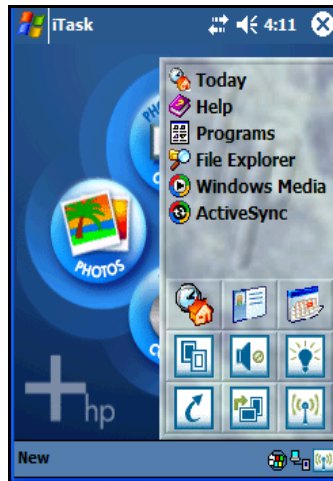 iTask 4:11
Today
Help
Programs
File Explorer
Windows Media
ActiveSync
PHOTOS
hp
New